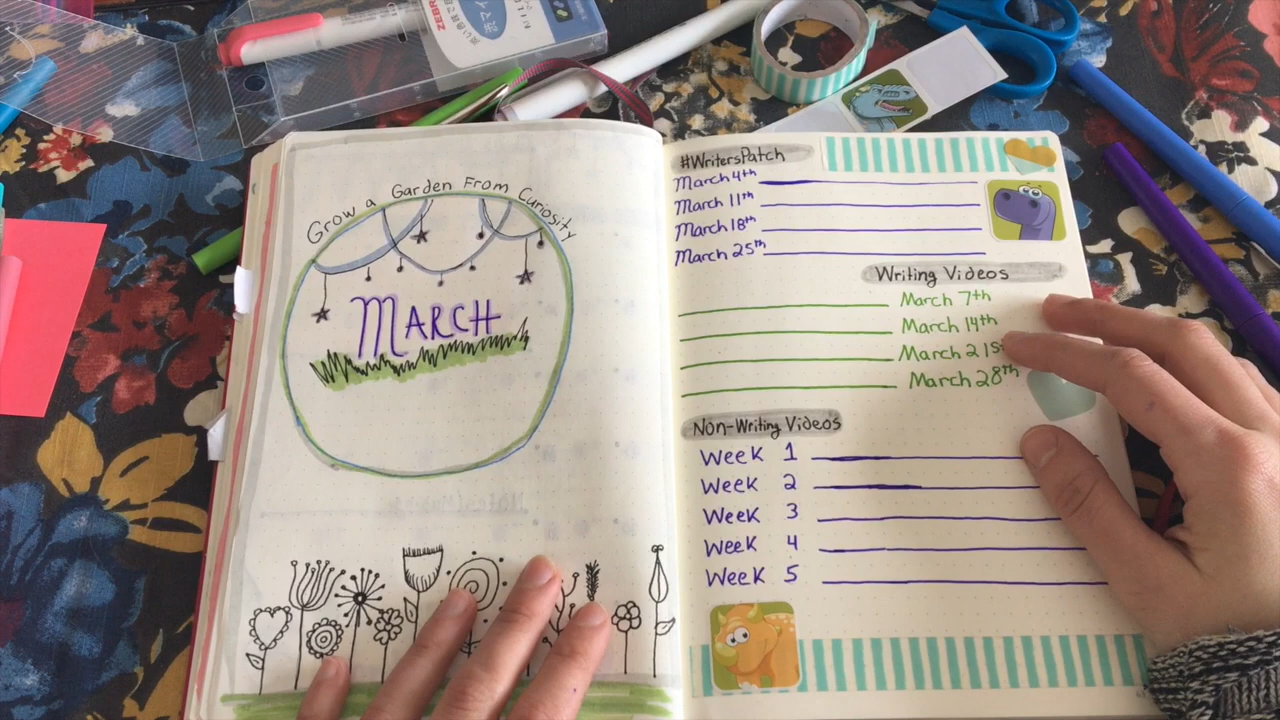 ZEBRA
Grow a Garden From Curiosity
MARCH
#WritersPatch
March 4th
March 11th
March 18th
March 25th
Writing Videos
March 7th
March 14th
March 21st
March 28th
Non-Writing Videos
Week 1
Week 2
Week 3
Week 4
Week 5